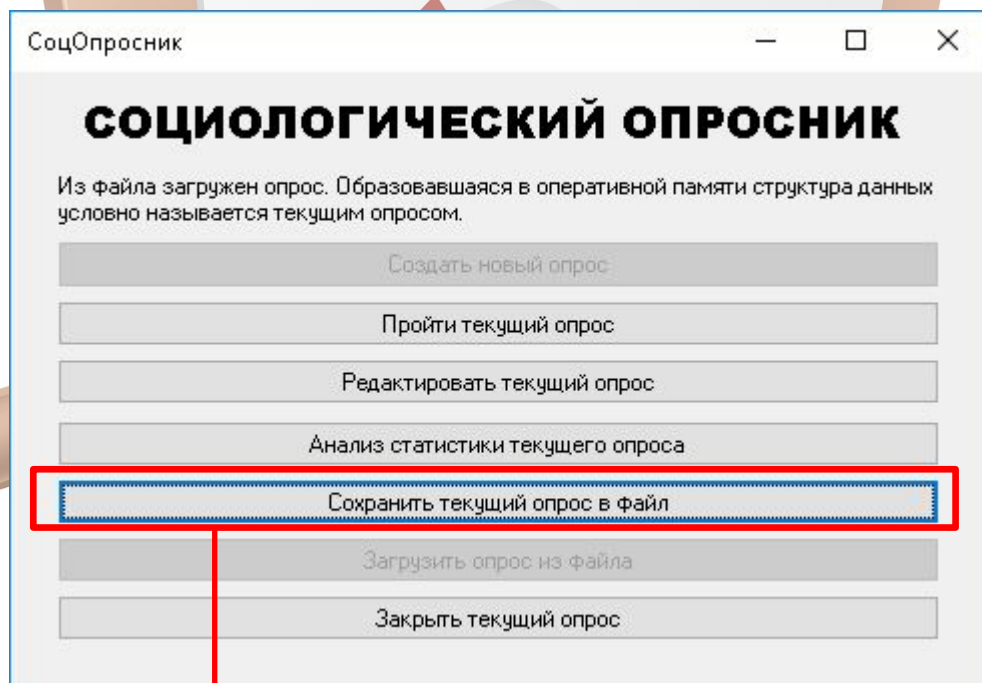 СоцОпросник
СОЦИОЛОГИЧЕСКИЙ ОПРОСНИК
Из файла загружен опрос. Образовавшаяся в оперативной памяти структура данных
условно называется текущим опросом.
Создать новый опрос
Пройти текущий опрос
Редактировать текущий опрос
Анализ статистики текущего опроса
Сохранить текущий опрос в файл
Загрузить опрос из файла
Закрыть текущий опрос